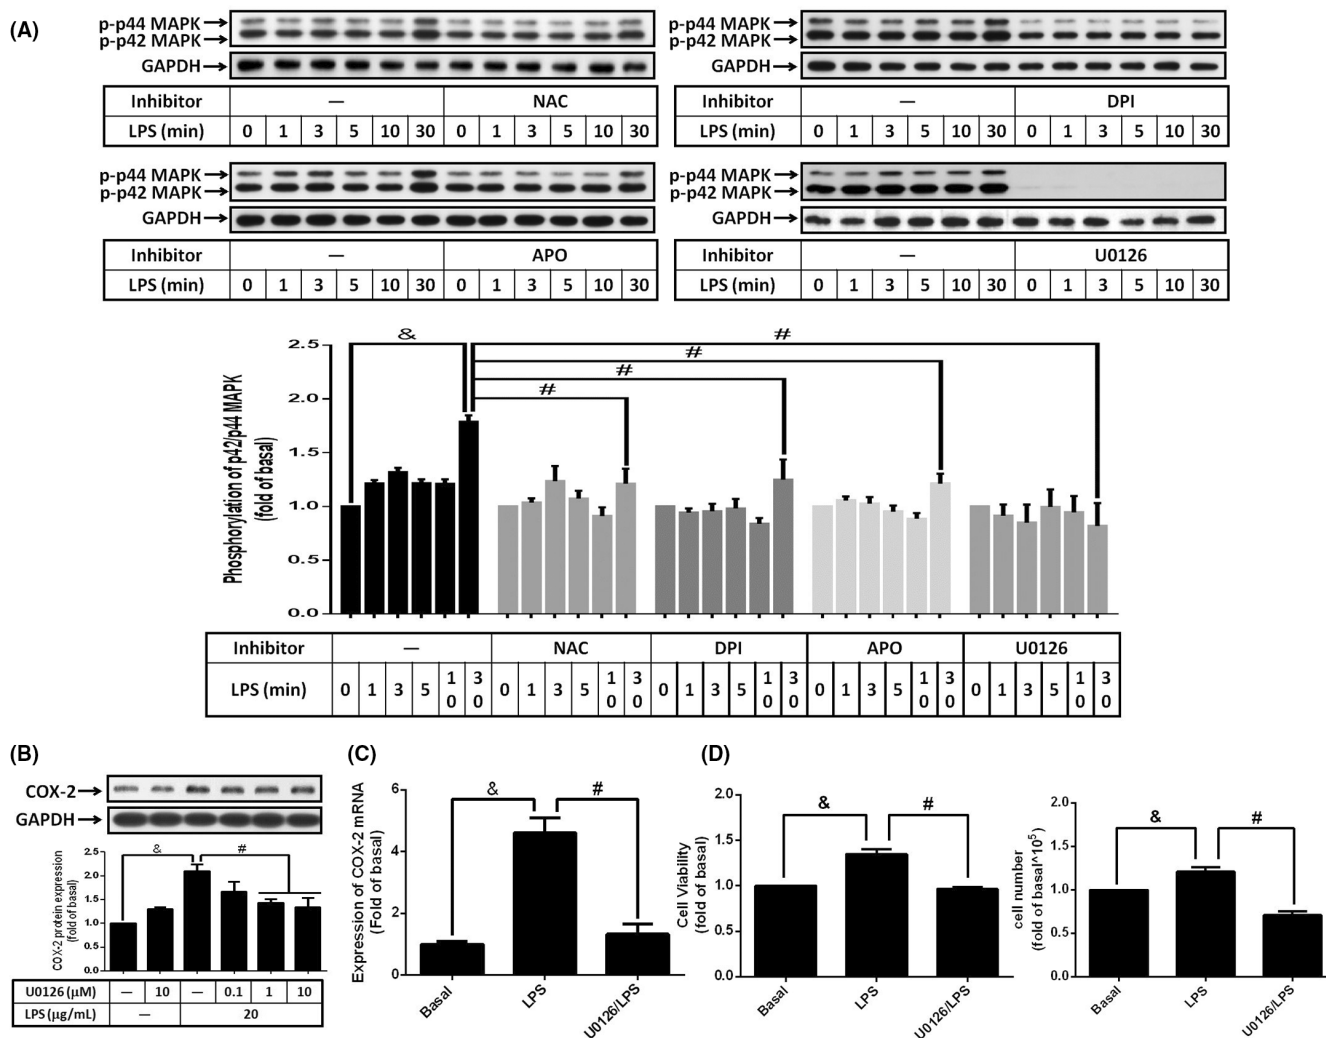 (A)
p-p44 MAPK
p-p42 MAPK
GAPDH
Inhibitor — NAC
LPS (min) 0 1 3 5 10 30 0 1 3 5 10 30
p-p44 MAPK
p-p42 MAPK
GAPDH
Inhibitor — DPI
LPS (min) 0 1 3 5 10 30 0 1 3 5 10 30
p-p44 MAPK
p-p42 MAPK
GAPDH
Inhibitor — APO
LPS (min) 0 1 3 5 10 30 0 1 3 5 10 30
p-p44 MAPK
p-p42 MAPK
GAPDH
Inhibitor — U0126
LPS (min) 0 1 3 5 10 30 0 1 3 5 10 30
Phosphorylation of p42/p44 MAPK
(fold of basal)
2.5
2.0
1.5
1.0
0.5
0.0
&
#
#
#
#
Inhibitor — NAC DPI APO U0126
LPS (min) 0 1 3 5 10 30 0 1 3 5 10 30 0 1 3 5 10 30 0 1 3 5 10 30 0 1 3 5 10 30
(B)
COX-2
GAPDH
COX-2 protein expression
(fold of basal)
2.5
2.0
1.5
1.0
0.5
0.0
& #
U0126 (μM) — 10 — 0.1 1 10
LPS (μg/mL) — 20
(C)
Expression of COX-2 mRNA
(Fold of basal)
6
4
2
0
& #
Basal LPS U0126/LPS
(D)
Cell Viability
(fold of basal)
2.0
1.5
1.0
0.5
0.0
& #
Basal LPS U0126/LPS
cell number
(fold of basal^10⁵)
2.0
1.5
1.0
0.5
0.0
& #
Basal LPS U0126/LPS